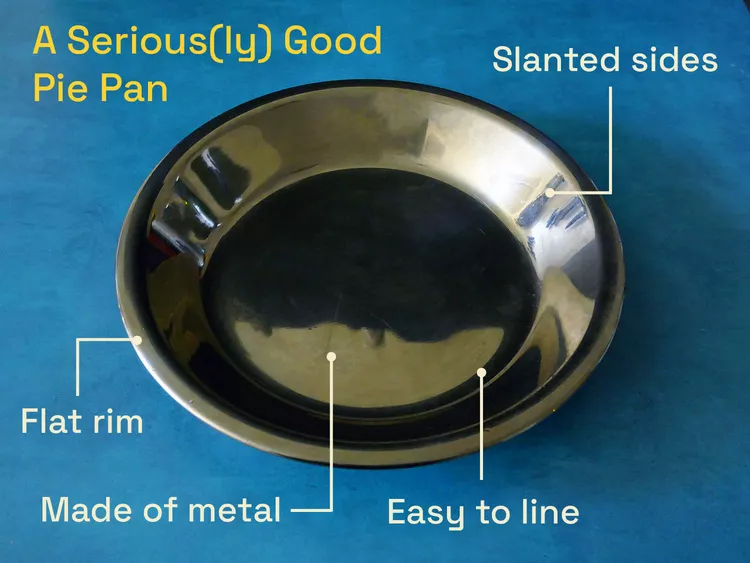 A Serious(ly) Good
Pie Pan
Slanted sides
Flat rim
Made of metal
Easy to line